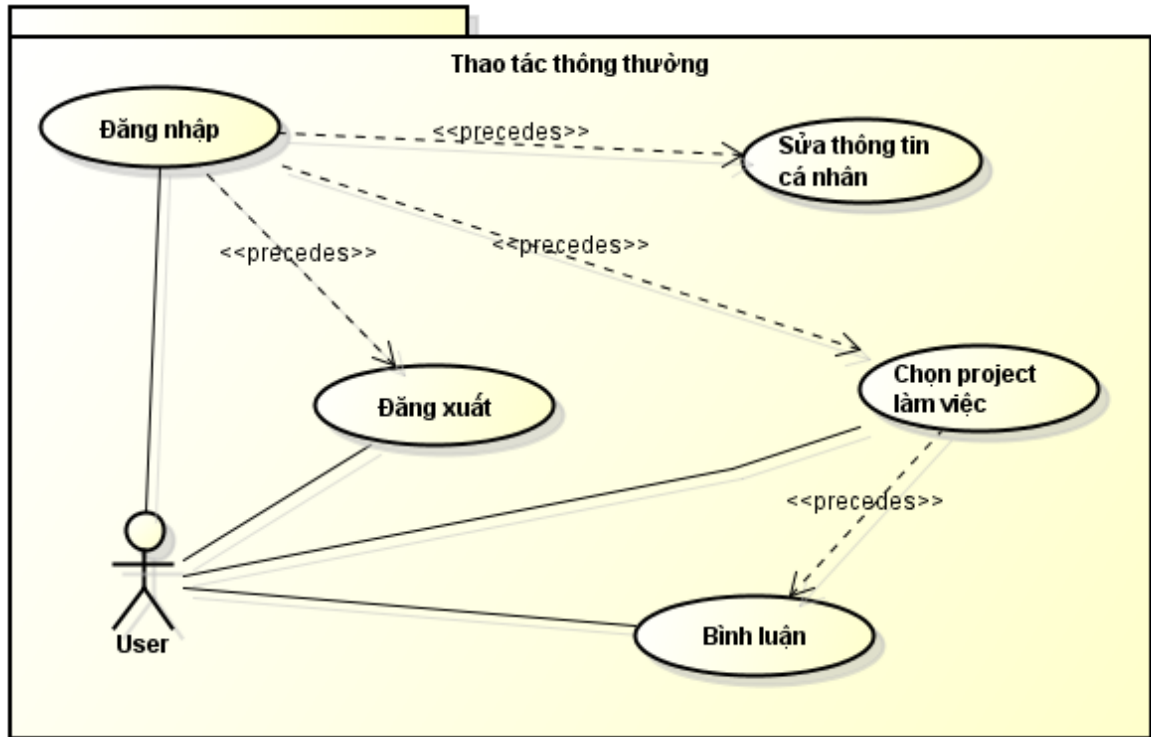 Thao tác thông thường
Đăng nhập
<<precedes>>
Sửa thông tin
cá nhân
<<precedes>>
<<precedes>>
Chọn project
làm việc
Đăng xuất
<<precedes>>
User
Bình luận